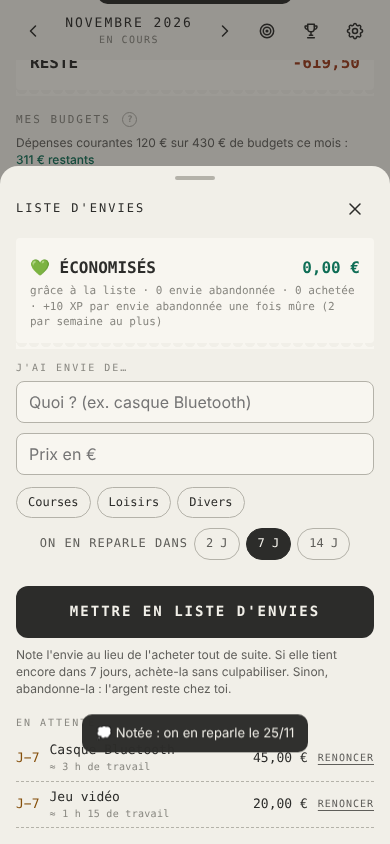 NOVEMBRE 2026
EN COURS
RESTE -619,50
MES BUDGETS ?
Dépenses courantes 120 € sur 430 € de budgets ce mois :
311 € restants
LISTE D'ENVIES
💚 ÉCONOMISÉS 0,00 €
grâce à la liste · 0 envie abandonnée · 0 achetée
· +10 XP par envie abandonnée une fois mûre (2
par semaine au plus)
J'AI ENVIE DE…
Quoi ? (ex. casque Bluetooth)
Prix en €
Courses Loisirs Divers
ON EN REPARLE DANS 2 J 7 J 14 J
METTRE EN LISTE D'ENVIES
Note l'envie au lieu de l'acheter tout de suite. Si elle tient
encore dans 7 jours, achète-la sans culpabiliser. Sinon,
abandonne-la : l'argent reste chez toi.
EN ATTENT
💭 Notée : on en reparle le 25/11
J−7 Casque Bluetooth 45,00 € RENONCER
≈ 3 h de travail
J−7 Jeu vidéo 20,00 € RENONCER
≈ 1 h 15 de travail